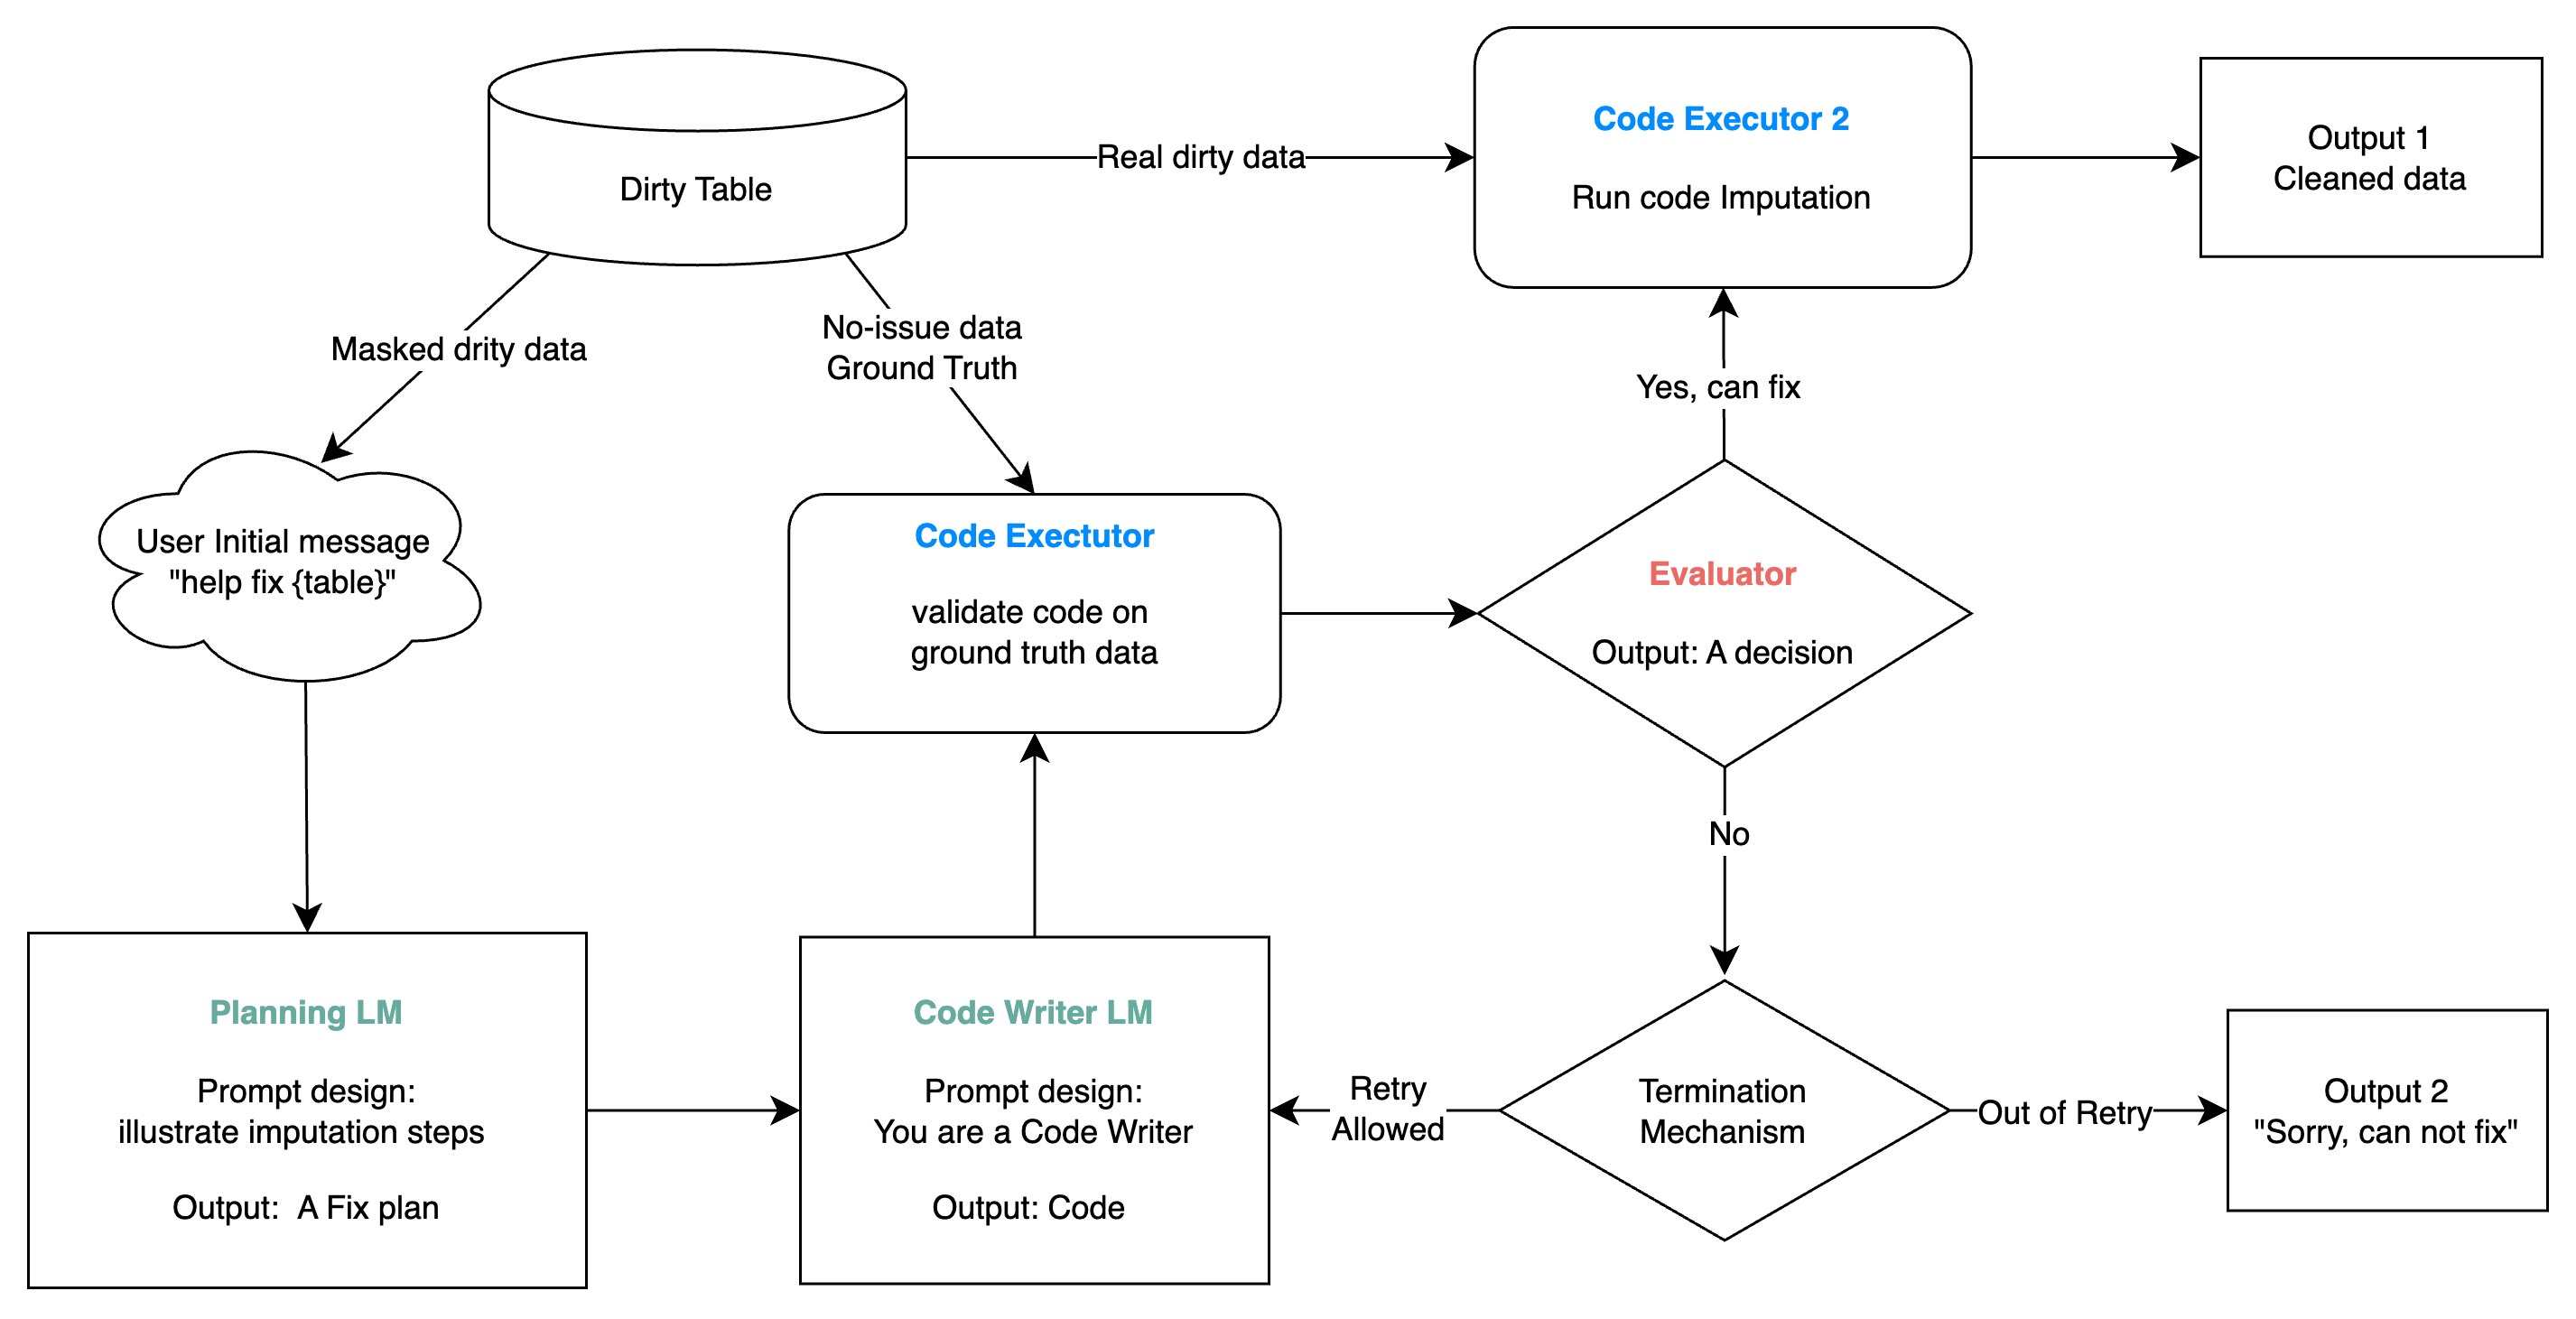 Dirty Table
Real dirty data
Code Executor 2
Run code Imputation
Output 1
Cleaned data
Masked drity data
No-issue data
Ground Truth
Yes, can fix
User Initial message
"help fix {table}"
Code Exectutor
validate code on
ground truth data
Evaluator
Output: A decision
No
Planning LM
Prompt design:
illustrate imputation steps
Output:  A Fix plan
Code Writer LM
Prompt design:
You are a Code Writer
Output: Code
Retry
Allowed
Termination
Mechanism
Out of Retry
Output 2
"Sorry, can not fix"